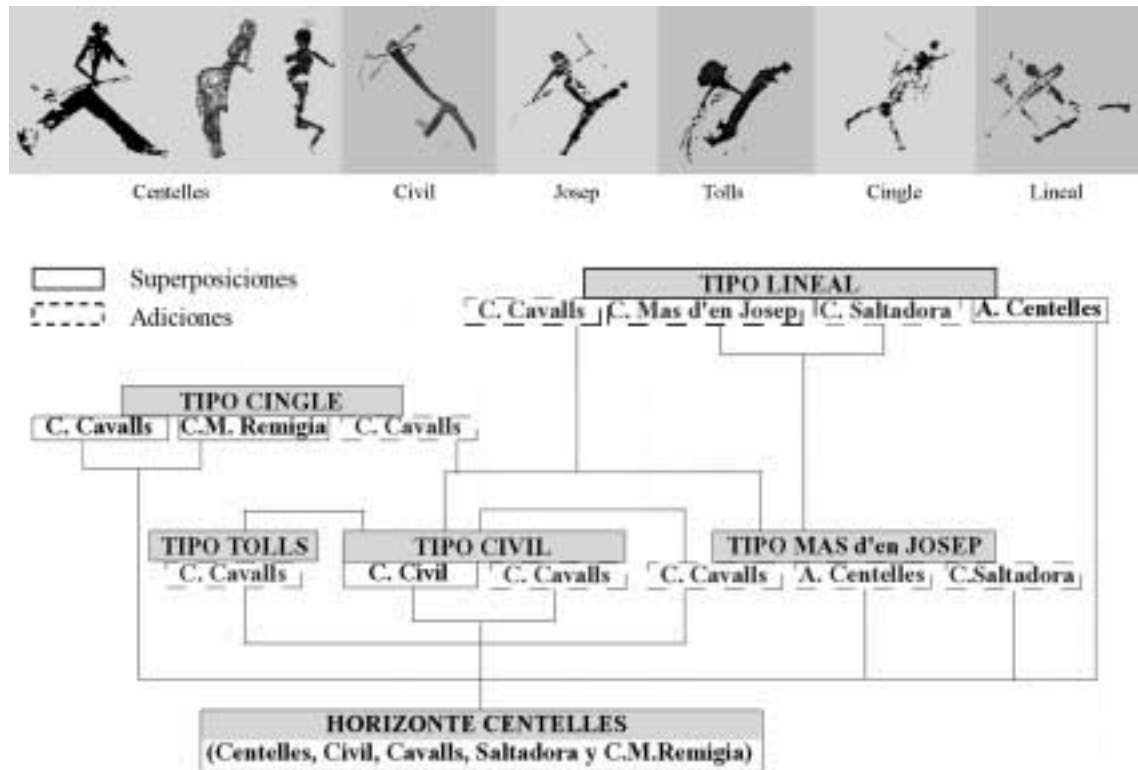 Centelles Civil Josep Tolls Cingle Lineal
Superposiciones
Adiciones
TIPO LINEAL
C. Cavalls C. Mas d'en Josep C. Saltadora A. Centelles
TIPO CINGLE
C. Cavalls C.M. Remigia C. Cavalls
TIPO TOLLS TIPO CIVIL TIPO MAS d'en JOSEP
C. Cavalls C. Civil C. Cavalls C. Cavalls A. Centelles C.Saltadora
HORIZONTE CENTELLES
(Centelles, Civil, Cavalls, Saltadora y C.M.Remigia)